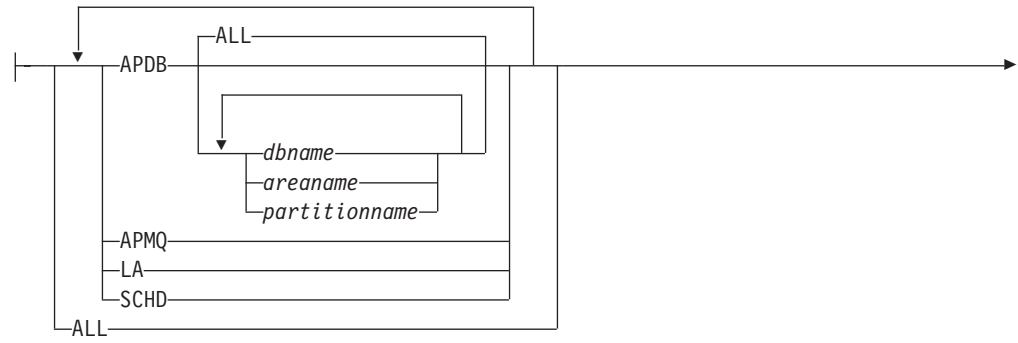 ALL
APDB
dbname
areaname
partitionname
APMQ
LA
SCHD
ALL